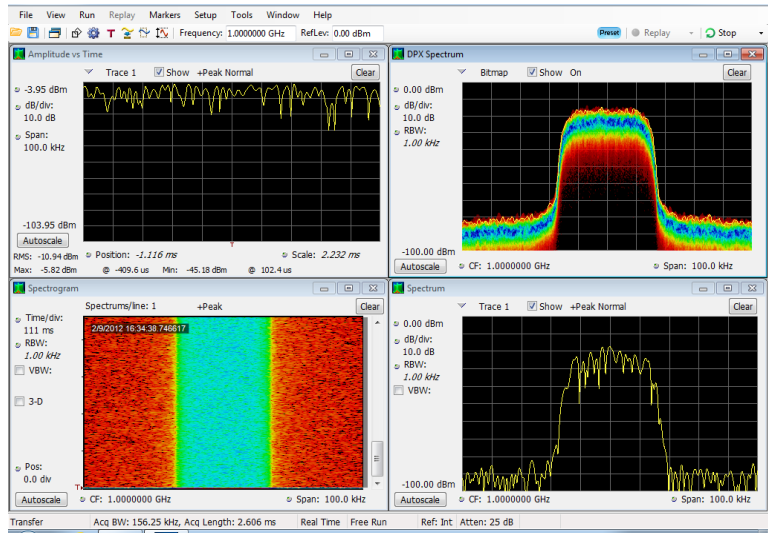 File View Run Replay Markers Setup Tools Window Help
Frequency: 1.0000000 GHz RefLev: 0.00 dBm Preset Replay Stop
Amplitude vs Time
Trace 1 Show +Peak Normal Clear
-3.95 dBm
dB/div:
10.0 dB
Span:
100.0 kHz
-103.95 dBm
Autoscale
Position: -1.116 ms Scale: 2.232 ms
RMS: -10.94 dBm
Max: -5.82 dBm @ -409.6 us Min: -45.18 dBm @ 102.4 us
DPX Spectrum
Bitmap Show On Clear
0.00 dBm
dB/div:
10.0 dB
RBW:
1.00 kHz
-100.00 dBm
Autoscale CF: 1.0000000 GHz Span: 100.0 kHz
Spectrogram
Spectrums/line: 1 +Peak Clear
Time/div:
111 ms
RBW:
1.00 kHz
VBW:
3-D
Pos:
0.0 div
2/9/2012 16:34:38.746617
T
Autoscale CF: 1.0000000 GHz Span: 100.0 kHz
Spectrum
Trace 1 Show +Peak Normal Clear
0.00 dBm
dB/div:
10.0 dB
RBW:
1.00 kHz
VBW:
-100.00 dBm
Autoscale CF: 1.0000000 GHz Span: 100.0 kHz
Transfer Acq BW: 156.25 kHz, Acq Length: 2.606 ms Real Time Free Run Ref: Int Atten: 25 dB